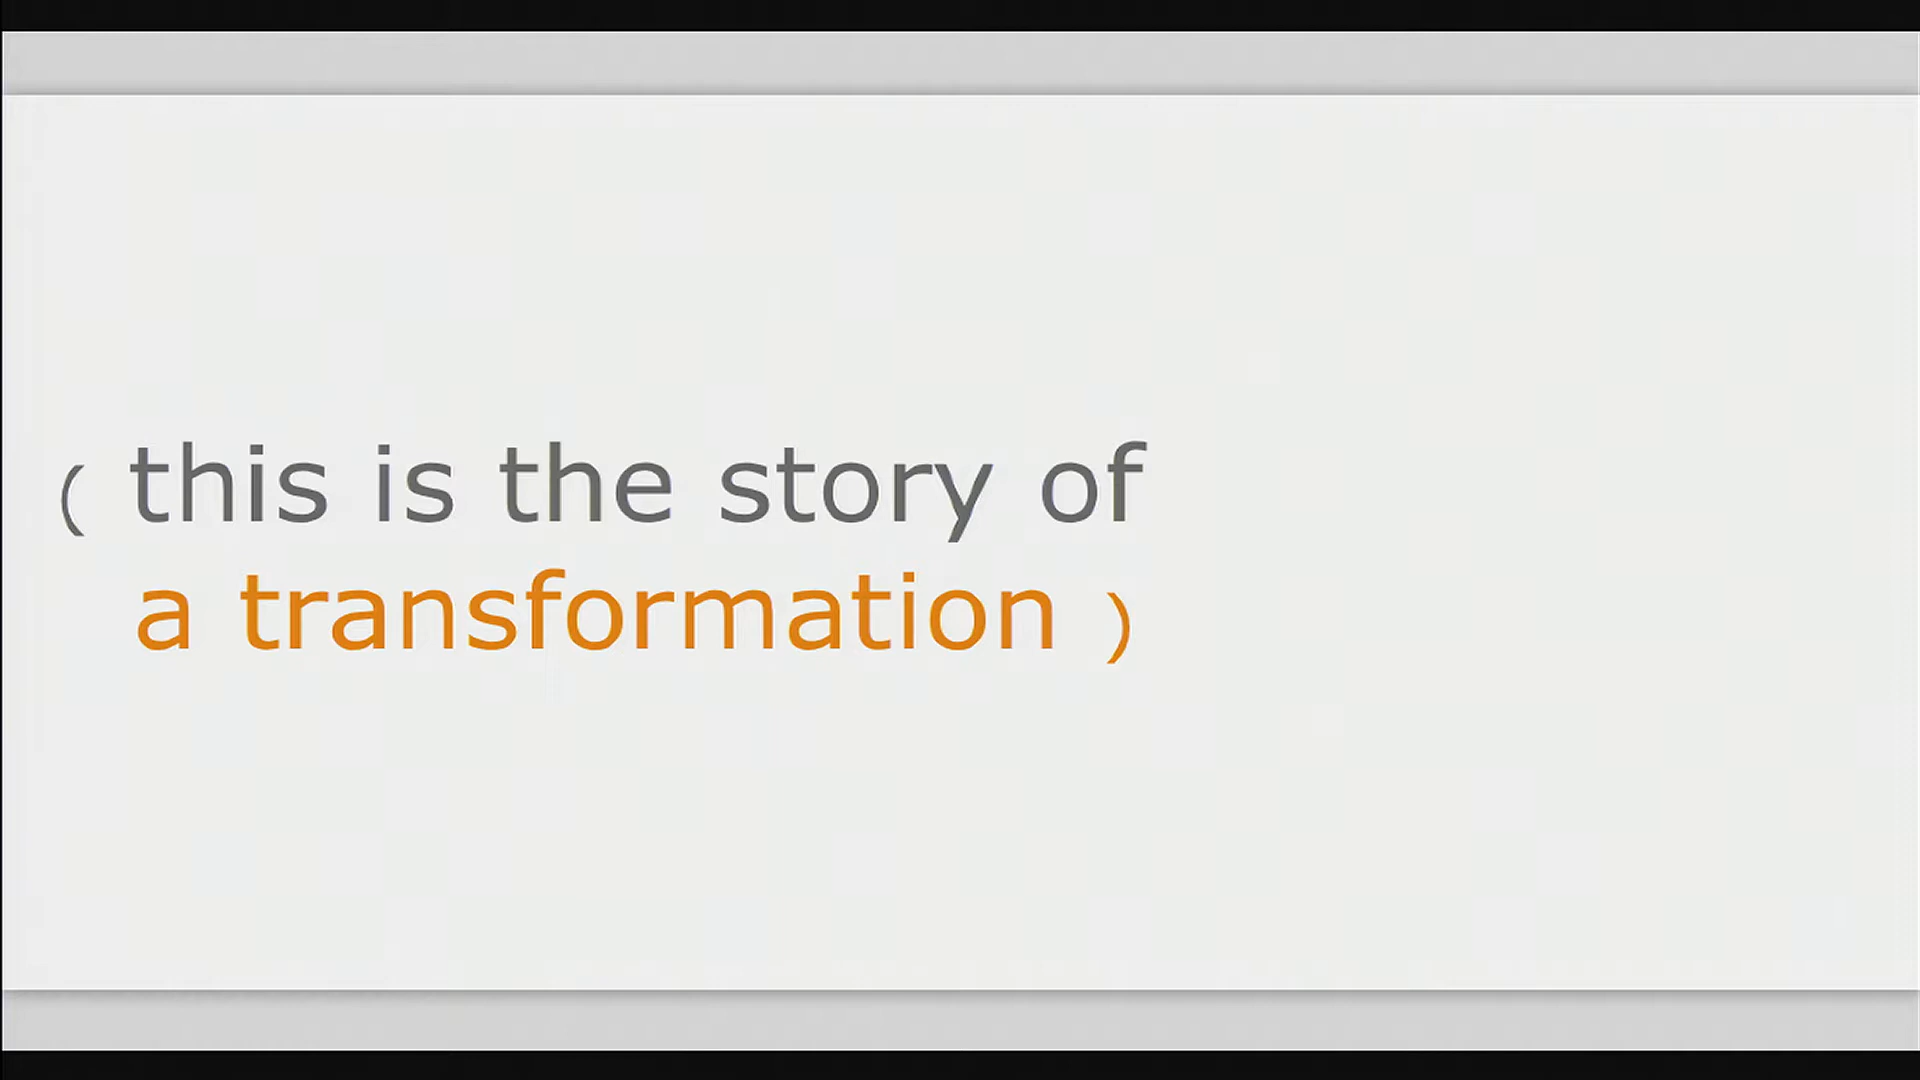 ( this is the story of
a transformation )